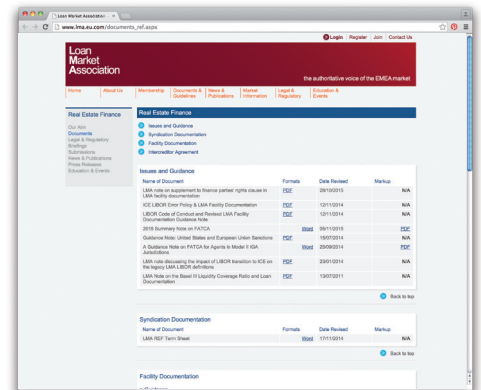 Loan Market Association -
www.lma.eu.com/documents_ref.aspx
Login Register Join Contact Us
Loan
Market
Association
the authoritative voice of the EMEA market
Home About Us Membership Documents & Guidelines News & Publications Market Information Legal & Regulatory Education & Events
Real Estate Finance
Our Aim
Documents
Legal & Regulatory
Briefings
Submissions
News & Publications
Press Releases
Education & Events
Real Estate Finance
Issues and Guidance
Syndication Documentation
Facility Documentation
Intercreditor Agreement
Issues and Guidance
Name of Document Formats Date Revised Markup
LMA note on supplement to finance parties' rights clause in
LMA facility documentation PDF 29/10/2015 N/A
ICE LIBOR Error Policy & LMA Facility Documentation PDF 12/11/2014 N/A
LIBOR Code of Conduct and Revised LMA Facility
Documentation Guidance Note PDF 12/11/2014 N/A
2015 Summary Note on FATCA Word 05/11/2015 PDF
Guidance Note: United States and European Union Sanctions PDF 15/07/2014 N/A
A Guidance Note on FATCA for Agents to Model II IGA
Jurisdictions Word 25/09/2014 PDF
LMA note discussing the impact of LIBOR transition to ICE on
the legacy LMA LIBOR definitions PDF 23/01/2014 N/A
LMA Note on the Basel III Liquidity Coverage Ratio and Loan
Documentation PDF 13/07/2011 N/A
Back to top
Syndication Documentation
Name of Document Formats Date Revised Markup
LMA REF Term Sheet Word 17/11/2014 N/A
Back to top
Facility Documentation